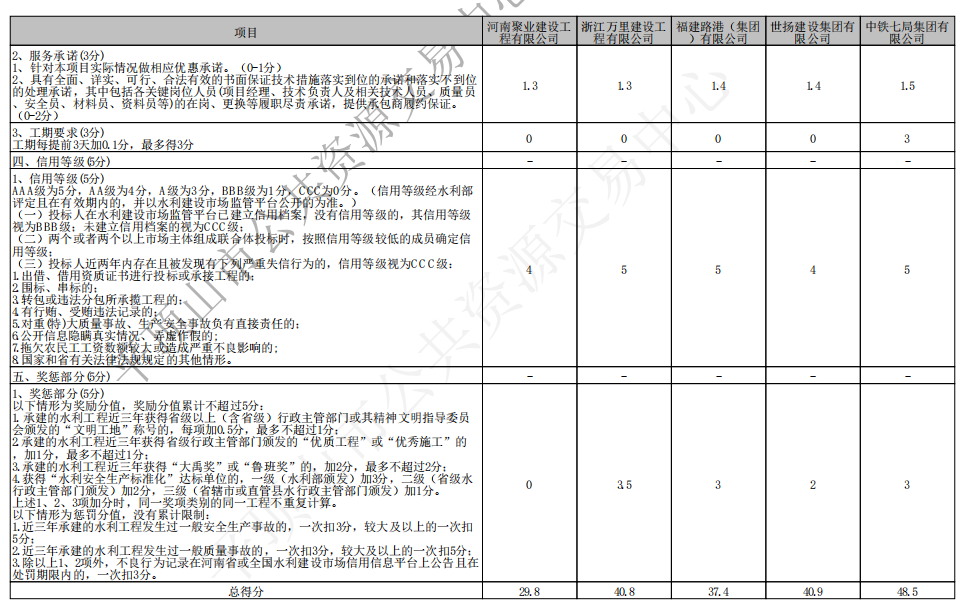 项目
河南聚业建设工
程有限公司
浙江万里建设工
程有限公司
福建路港（集团
）有限公司
世扬建设集团有
限公司
中铁七局集团有
限公司
2、服务承诺(3分)
1、针对本项目实际情况做相应优惠承诺。（0-1分）
2、具有全面、详实、可行、合法有效的书面保证技术措施落实到位的承诺和落实不到位
的处理承诺，其中包括各关键岗位人员(项目经理、技术负责人及相关技术人员、质量员
、安全员、材料员、资料员等)的在岗、更换等履职尽责承诺，提供承包商履约保证。
（0-2分）
1.3
1.3
1.4
1.4
1.5
3、工期要求(3分)
工期每提前3天加0.1分，最多得3分
0
0
0
0
3
四、信用等级(5分)
—
—
—
—
—
1、信用等级(5分)
AAA级为5分，AA级为4分，A级为3分，BBB级为1分，CCC为0分。（信用等级经水利部
评定且在有效期内的，并以水利建设市场监管平台公开的为准。）
（一）投标人在水利建设市场监管平台已建立信用档案，没有信用等级的，其信用等级
视为BBB级；未建立信用档案的视为CCC级；
（二）两个或者两个以上市场主体组成联合体投标时，按照信用等级较低的成员确定信
用等级；
（三）投标人近两年内存在且被发现有下列严重失信行为的，信用等级视为CCC级：
1.出借、借用资质证书进行投标或承接工程的；
2.围标、串标的；
3.转包或违法分包所承揽工程的；
4.有行贿、受贿违法记录的；
5.对重(特)大质量事故、生产安全事故负有直接责任的；
6.公开信息隐瞒真实情况、弄虚作假的；
7.拖欠农民工工资数额较大或造成严重不良影响的；
8.国家和省有关法律法规规定的其他情形。
4
5
5
4
5
五、奖惩部分(5分)
—
—
—
—
—
1、奖惩部分(5分)
以下情形为奖励分值，奖励分值累计不超过5分：
1.承建的水利工程近三年获得省级以上（含省级）行政主管部门或其精神文明指导委员
会颁发的“文明工地”称号的，每项加0.5分，最多不超过1分；
2.承建的水利工程近三年获得省级行政主管部门颁发的“优质工程”或“优秀施工”的
，加1分，最多不超过1分；
3.承建的水利工程近三年获得“大禹奖”或“鲁班奖”的，加2分，最多不超过2分；
4.获得“水利安全生产标准化”达标单位的，一级（水利部颁发）加3分，二级（省级水
行政主管部门颁发）加2分，三级（省辖市或直管县水行政主管部门颁发）加1分。
上述1、2、3项加分时，同一奖项类别的同一工程不重复计算。
以下情形为惩罚分值，没有累计限制：
1.近三年承建的水利工程发生过一般安全生产事故的，一次扣3分，较大及以上的一次扣
5分；
2.近三年承建的水利工程发生过一般质量事故的，一次扣3分，较大及以上的一次扣5分；
3.除以上1、2项外，不良行为记录在河南省或全国水利建设市场信用信息平台上公告且在
处罚期限内的，一次扣3分。
0
3.5
3
2
3
总得分
29.8
40.8
37.4
40.9
48.5
平顶山市公共资源交易中心
平顶山市公共资源交易中心